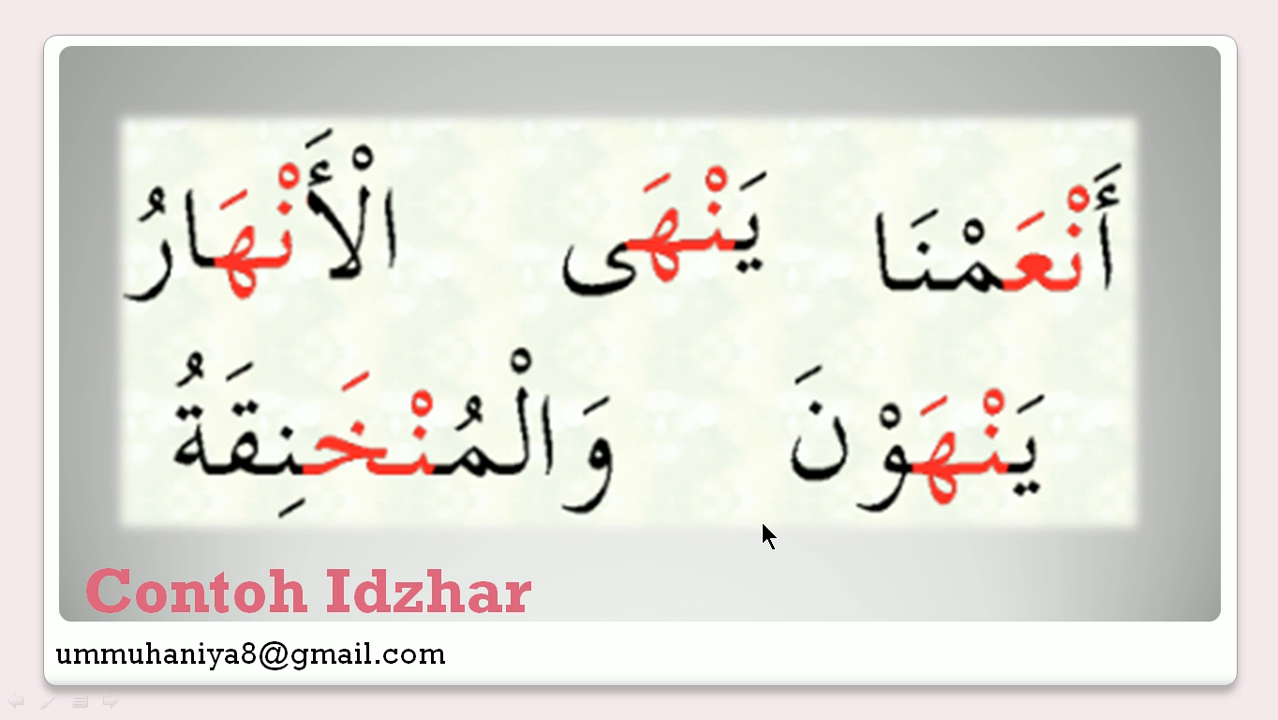 أَنْعَمْنَا يَنْهَى الْأَنْهَارُ
يَنْهَوْنَ وَالْمُنْخَنِقَةُ
Contoh Idzhar
ummuhaniya8@gmail.com